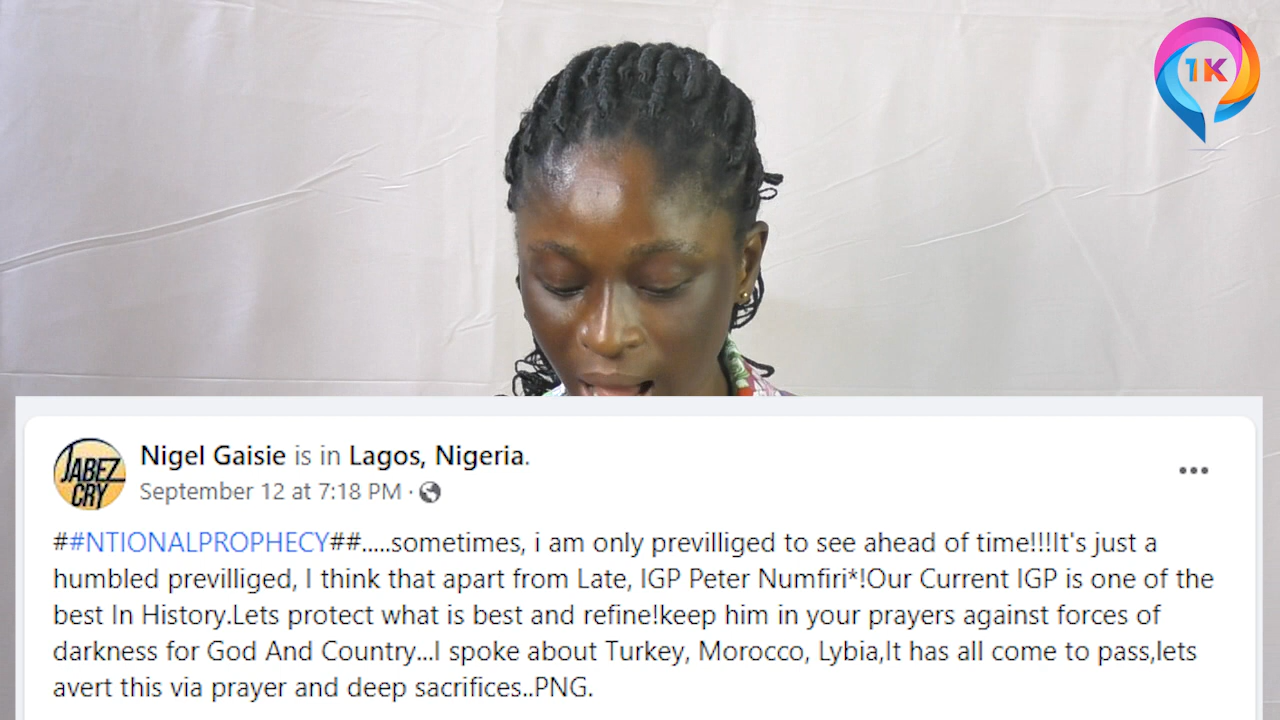 1K
JABEZ
CRY
Nigel Gaisie is in Lagos, Nigeria.
September 12 at 7:18 PM ·
##NTIONALPROPHECY##.....sometimes, i am only previlliged to see ahead of time!!!It's just a
humbled previlliged, I think that apart from Late, IGP Peter Numfiri*!Our Current IGP is one of the
best In History.Lets protect what is best and refine!keep him in your prayers against forces of
darkness for God And Country...I spoke about Turkey, Morocco, Lybia,It has all come to pass,lets
avert this via prayer and deep sacrifices..PNG.